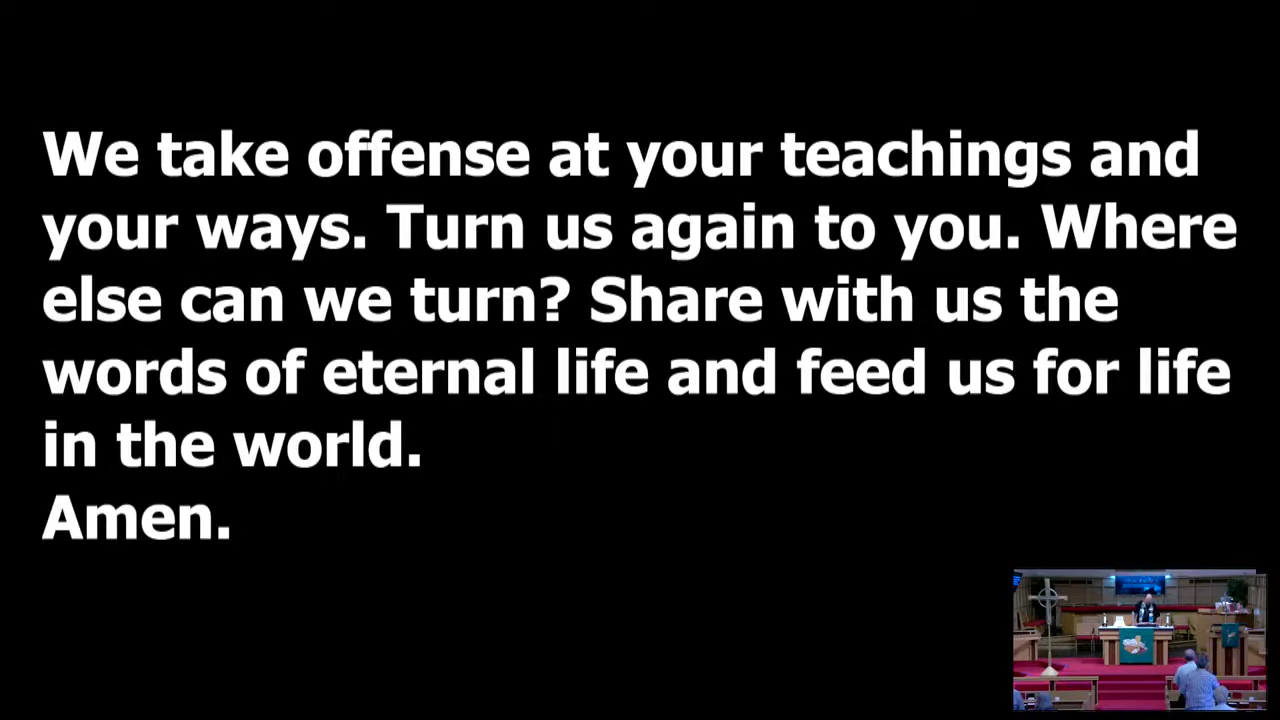 We take offense at your teachings and
your ways. Turn us again to you. Where
else can we turn? Share with us the
words of eternal life and feed us for life
in the world.
Amen.